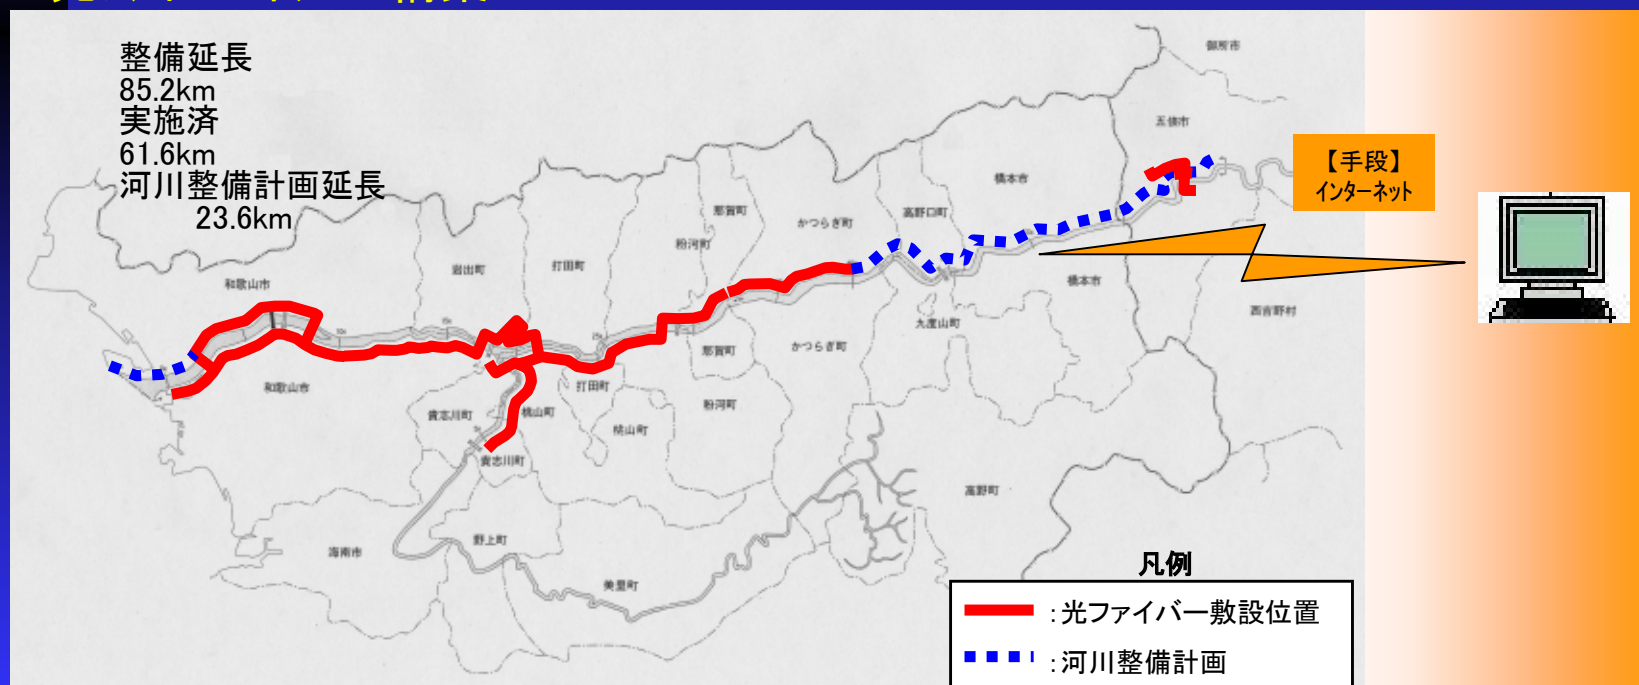 整備延長
85.2km
実施済
61.6km
河川整備計画延長
23.6km
御所市
五條市
【手段】
インターネット
橋本市
那賀町
高野口町
かつらぎ町
粉河町
打田町
岩出町
和歌山市
橋本市
西吉野村
九度山町
かつらぎ町
那賀町
打田町
和歌山市
粉河町
貴志川町
桃山町
桃山町
貴志川町
高野町
野上町
海南市
美里町
凡例
:光ファイバー敷設位置
:河川整備計画